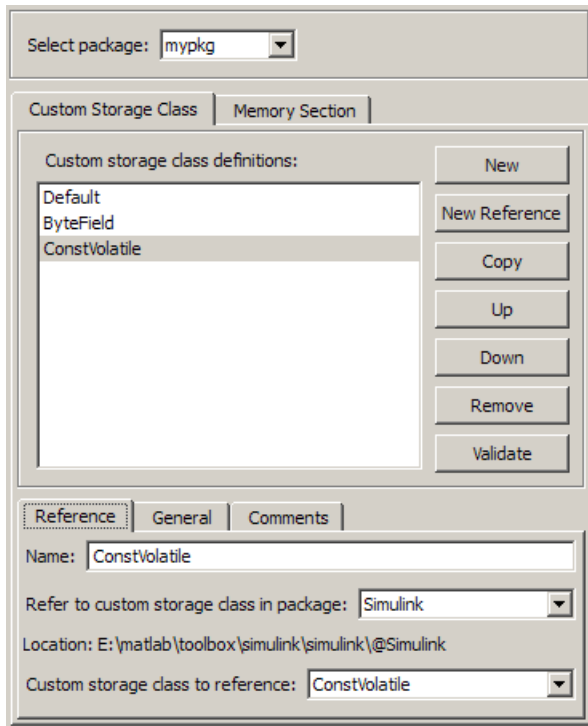 Select package: mypkg
Custom Storage Class Memory Section
Custom storage class definitions:
Default
ByteField
ConstVolatile
New
New Reference
Copy
Up
Down
Remove
Validate
Reference General Comments
Name: ConstVolatile
Refer to custom storage class in package: Simulink
Location: E:\matlab\toolbox\simulink\simulink\@Simulink
Custom storage class to reference: ConstVolatile